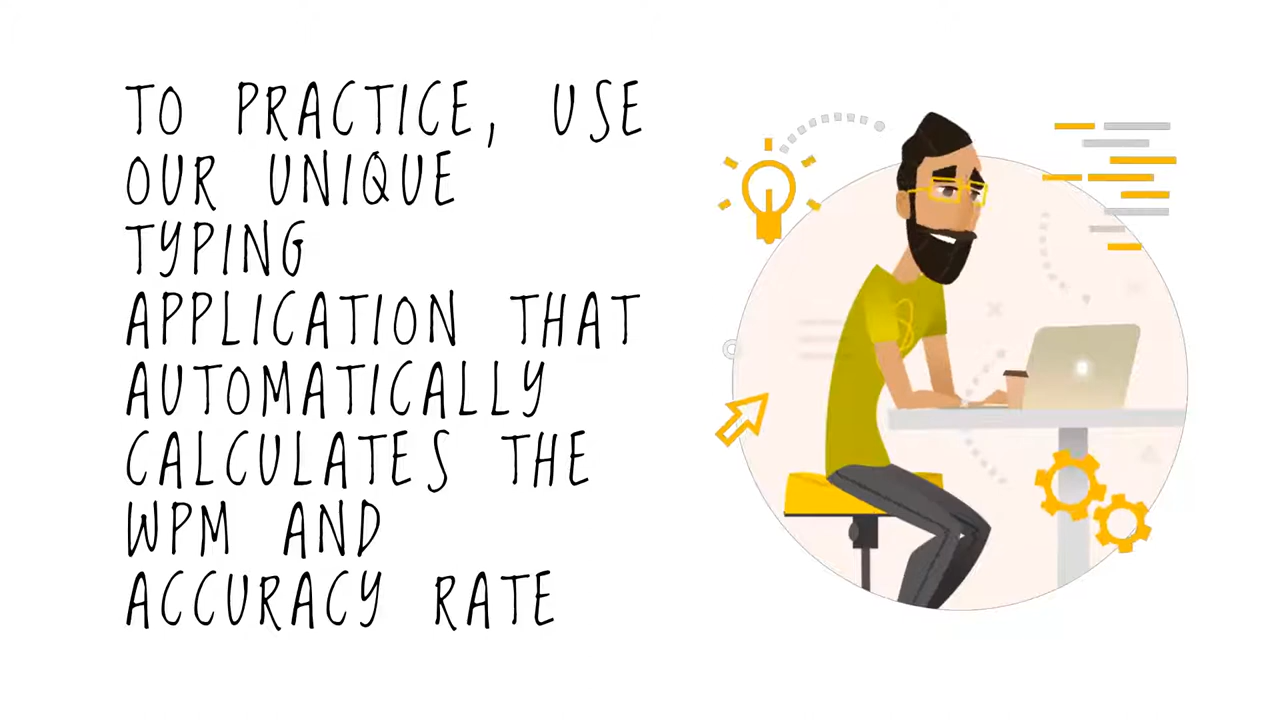 TO PRACTICE, USE
OUR UNIQUE
TYPING
APPLICATION THAT
AUTOMATICALLY
CALCULATES THE
WPM AND
ACCURACY RATE